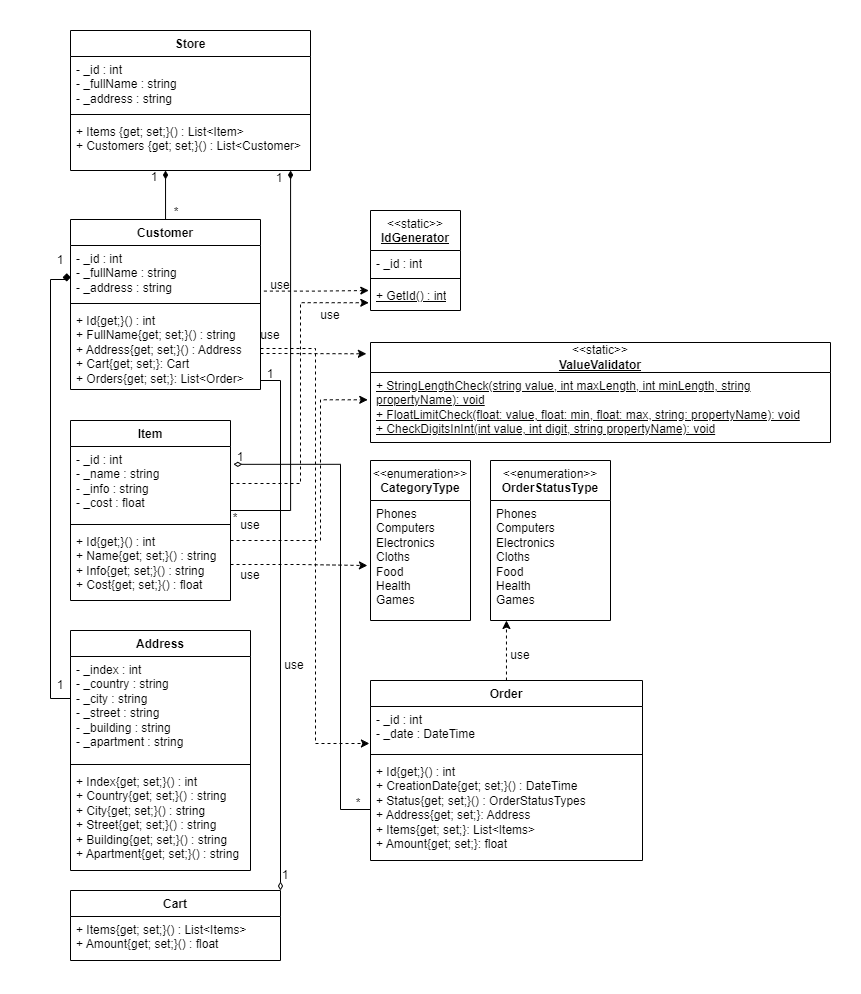 Store
- _id : int
- _fullName : string
- _address : string
+ Items {get; set;}() : List<Item>
+ Customers {get; set;}() : List<Customer>
1
1
*
Customer
- _id : int
- _fullName : string
- _address : string
+ Id{get;}() : int
+ FullName{get; set;}() : string
+ Address{get; set;}() : Address
+ Cart{get; set;}: Cart
+ Orders{get; set;}: List<Order>
1
use
use
use
1
<<static>>
IdGenerator
- _id : int
+ GetId() : int
<<static>>
ValueValidator
+ StringLengthCheck(string value, int maxLength, int minLength, string
propertyName): void
+ FloatLimitCheck(float: value, float: min, float: max, string: propertyName): void
+ CheckDigitsInInt(int value, int digit, string propertyName): void
Item
- _id : int
- _name : string
- _info : string
- _cost : float
+ Id{get;}() : int
+ Name{get; set;}() : string
+ Info{get; set;}() : string
+ Cost{get; set;}() : float
1
*
use
use
<<enumeration>>
CategoryType
Phones
Computers
Electronics
Cloths
Food
Health
Games
<<enumeration>>
OrderStatusType
Phones
Computers
Electronics
Cloths
Food
Health
Games
use
Address
- _index : int
- _country : string
- _city : string
- _street : string
- _building : string
- _apartment : string
+ Index{get; set;}() : int
+ Country{get; set;}() : string
+ City{get; set;}() : string
+ Street{get; set;}() : string
+ Building{get; set;}() : string
+ Apartment{get; set;}() : string
1
use
Order
- _id : int
- _date : DateTime
+ Id{get;}() : int
+ CreationDate{get; set;}() : DateTime
+ Status{get; set;}() : OrderStatusTypes
+ Address{get; set;}: Address
+ Items{get; set;}: List<Items>
+ Amount{get; set;}: float
*
1
Cart
+ Items{get; set;}() : List<Items>
+ Amount{get; set;}() : float